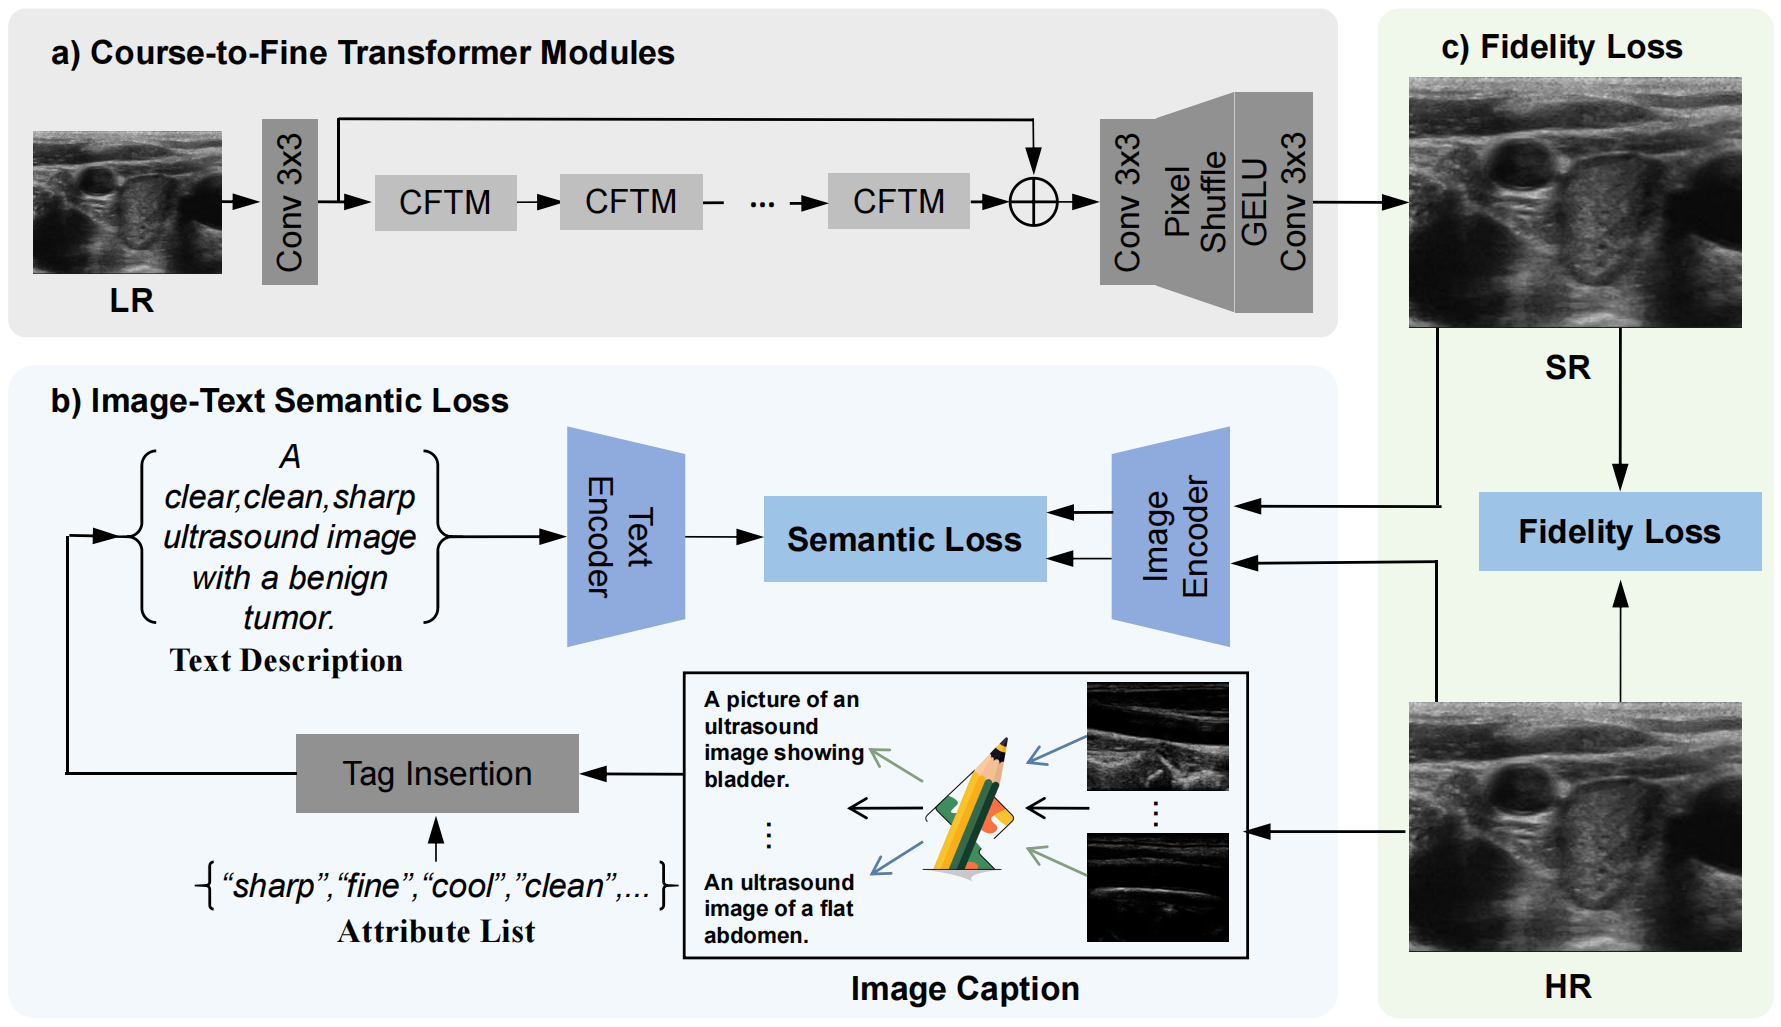 a) Course-to-Fine Transformer Modules
LR
Conv 3x3
CFTM
CFTM
...
CFTM
Conv 3x3
Pixel
Shuffle
GELU
Conv 3x3
c) Fidelity Loss
SR
Fidelity Loss
HR
b) Image-Text Semantic Loss
A
clear,clean,sharp
ultrasound image
with a benign
tumor.
Text Description
Text
Encoder
Semantic Loss
Image
Encoder
Tag Insertion
{“sharp”,“fine”,“cool”,”clean”,...}
Attribute List
A picture of an
ultrasound
image showing
bladder.
⋮
An ultrasound
image of a flat
abdomen.
⋮
Image Caption